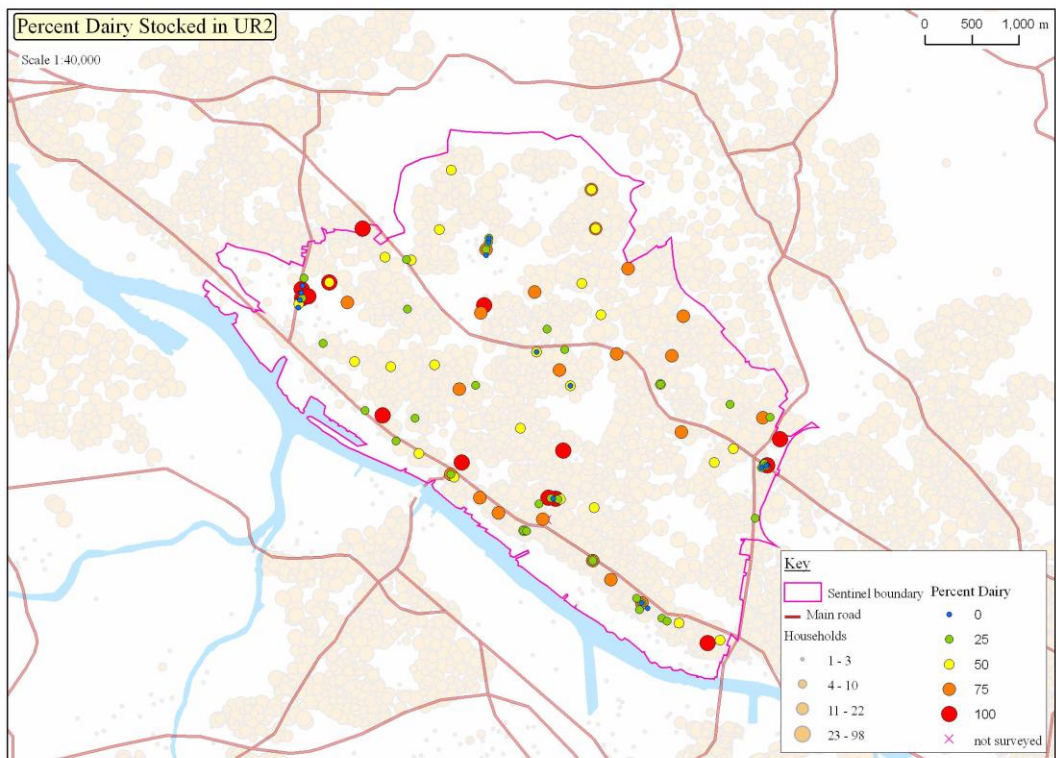 Percent Dairy Stocked in UR2
Scale 1:40,000
0 500 1,000 m
Key
Sentinel boundary
Main road
Households
1 - 3
4 - 10
11 - 22
23 - 98
Percent Dairy
0
25
50
75
100
not surveyed